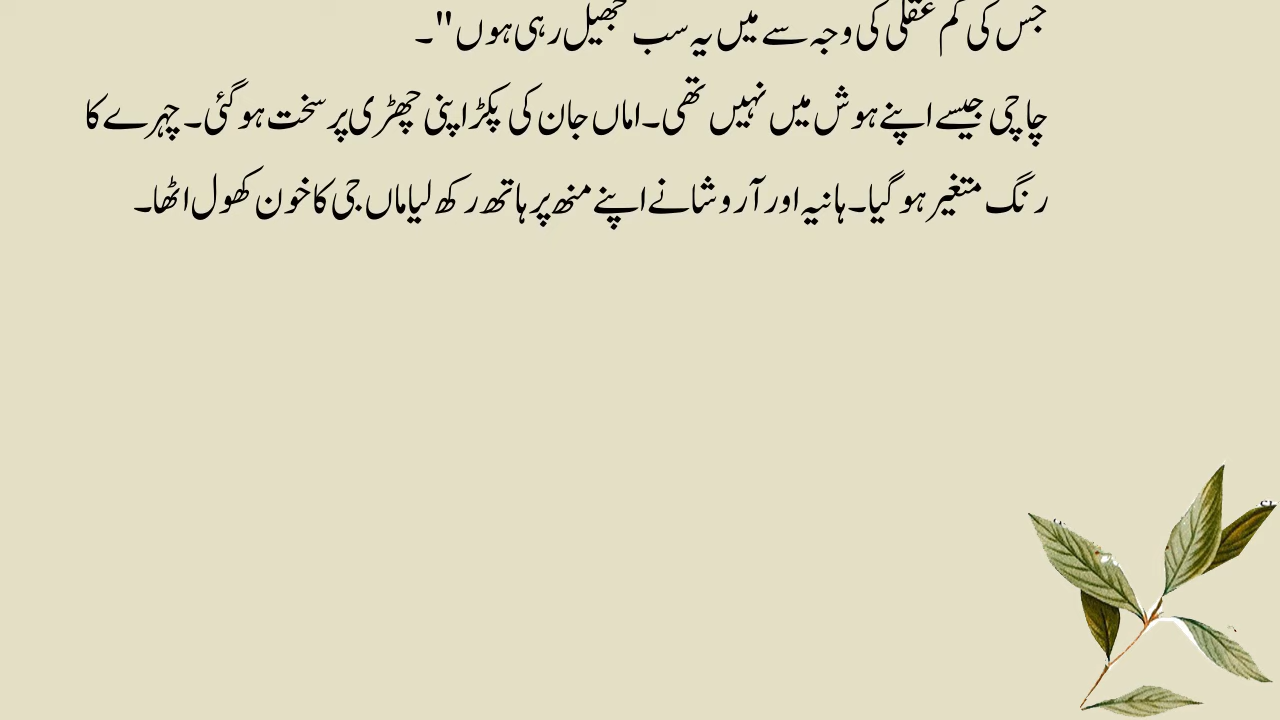 جس کی کم عقلی کی وجہ سے میں یہ سب جھیل رہی ہوں"۔
چاچی جیسے اپنے ہوش میں نہیں تھی۔اماں جان کی پکڑ اپنی چھڑی پر سخت ہو گئی۔ چہرے کا
رنگ متغیر ہو گیا۔ہانیہ اور آروشا نے اپنے منھ پر ہاتھ رکھ لیا ماں جی کا خون کھول اٹھا۔